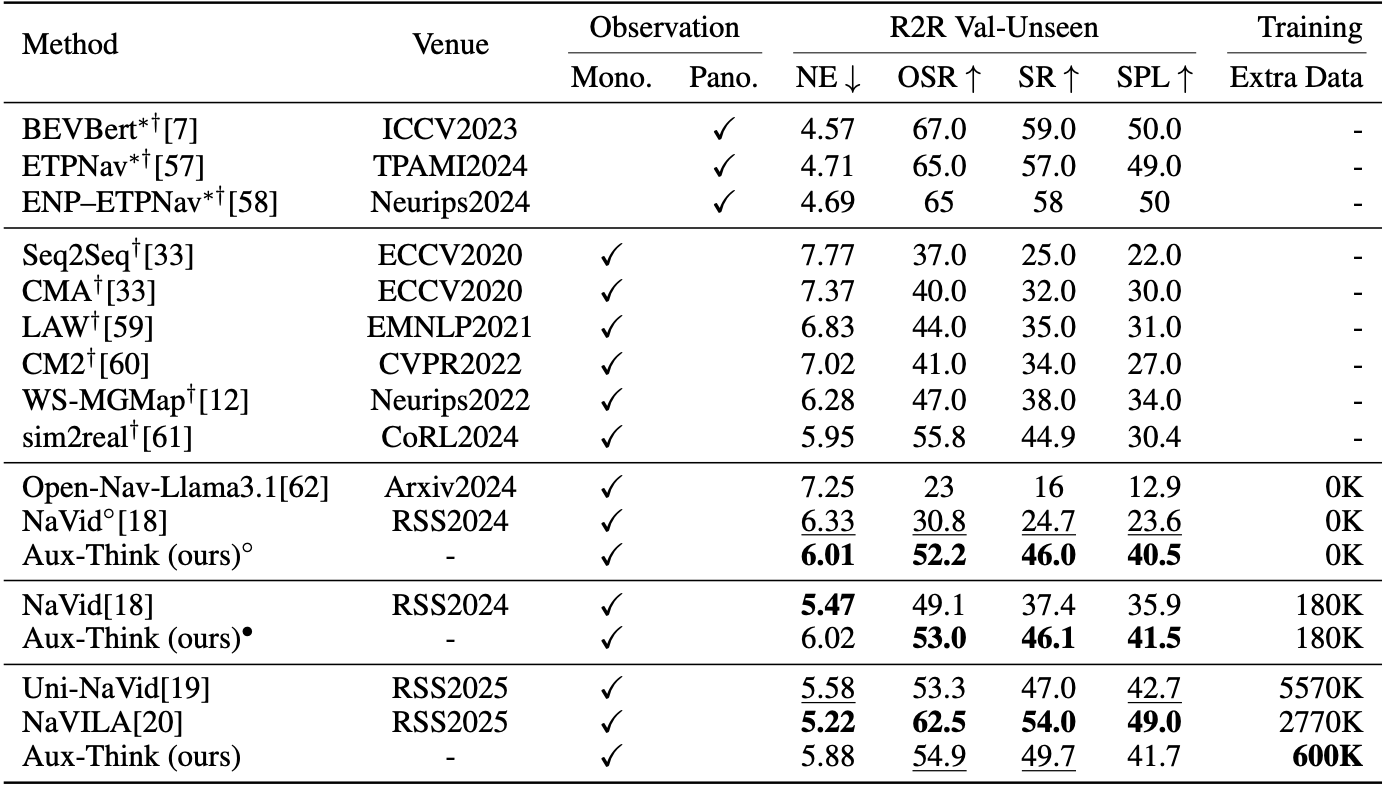 Method Venue Observation R2R Val-Unseen Training
Mono. Pano. NE ↓ OSR ↑ SR ↑ SPL ↑ Extra Data
BEVBert*†[7] ICCV2023 ✓ 4.57 67.0 59.0 50.0 -
ETPNav*†[57] TPAMI2024 ✓ 4.71 65.0 57.0 49.0 -
ENP–ETPNav*†[58] Neurips2024 ✓ 4.69 65 58 50 -
Seq2Seq†[33] ECCV2020 ✓ 7.77 37.0 25.0 22.0 -
CMA†[33] ECCV2020 ✓ 7.37 40.0 32.0 30.0 -
LAW†[59] EMNLP2021 ✓ 6.83 44.0 35.0 31.0 -
CM2†[60] CVPR2022 ✓ 7.02 41.0 34.0 27.0 -
WS-MGMap†[12] Neurips2022 ✓ 6.28 47.0 38.0 34.0 -
sim2real†[61] CoRL2024 ✓ 5.95 55.8 44.9 30.4 -
Open-Nav-Llama3.1[62] Arxiv2024 ✓ 7.25 23 16 12.9 0K
NaVid°[18] RSS2024 ✓ 6.33 30.8 24.7 23.6 0K
Aux-Think (ours)° - ✓ 6.01 52.2 46.0 40.5 0K
NaVid[18] RSS2024 ✓ 5.47 49.1 37.4 35.9 180K
Aux-Think (ours)• - ✓ 6.02 53.0 46.1 41.5 180K
Uni-NaVid[19] RSS2025 ✓ 5.58 53.3 47.0 42.7 5570K
NaVILA[20] RSS2025 ✓ 5.22 62.5 54.0 49.0 2770K
Aux-Think (ours) - ✓ 5.88 54.9 49.7 41.7 600K